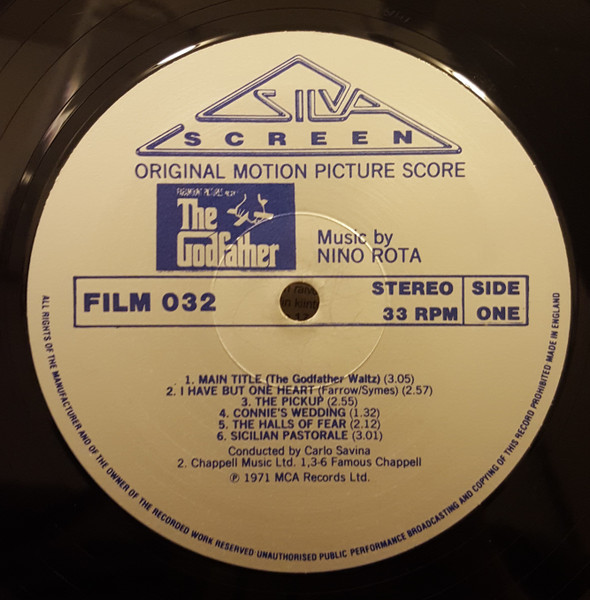 SILVA
SCREEN
ORIGINAL MOTION PICTURE SCORE
PARAMOUNT PICTURES
The
Godfather
Music by
NINO ROTA
FILM 032
STEREO
33 RPM
SIDE
ONE
1. MAIN TITLE (The Godfather Waltz) (3.05)
2. I HAVE BUT ONE HEART (Farrow/Symes) (2.57)
3. THE PICKUP (2.55)
4. CONNIE'S WEDDING (1.32)
5. THE HALLS OF FEAR (2.12)
6. SICILIAN PASTORALE (3.01)
Conducted by Carlo Savina
2. Chappell Music Ltd. 1,3-6 Famous Chappell
℗ 1971 MCA Records Ltd.
ALL RIGHTS OF THE MANUFACTURER AND OF THE OWNER OF THE RECORDED WORK RESERVED·UNAUTHORISED PUBLIC PERFORMANCE BROADCASTING AND COPYING OF THIS RECORD PROHIBITED MADE IN ENGLAND